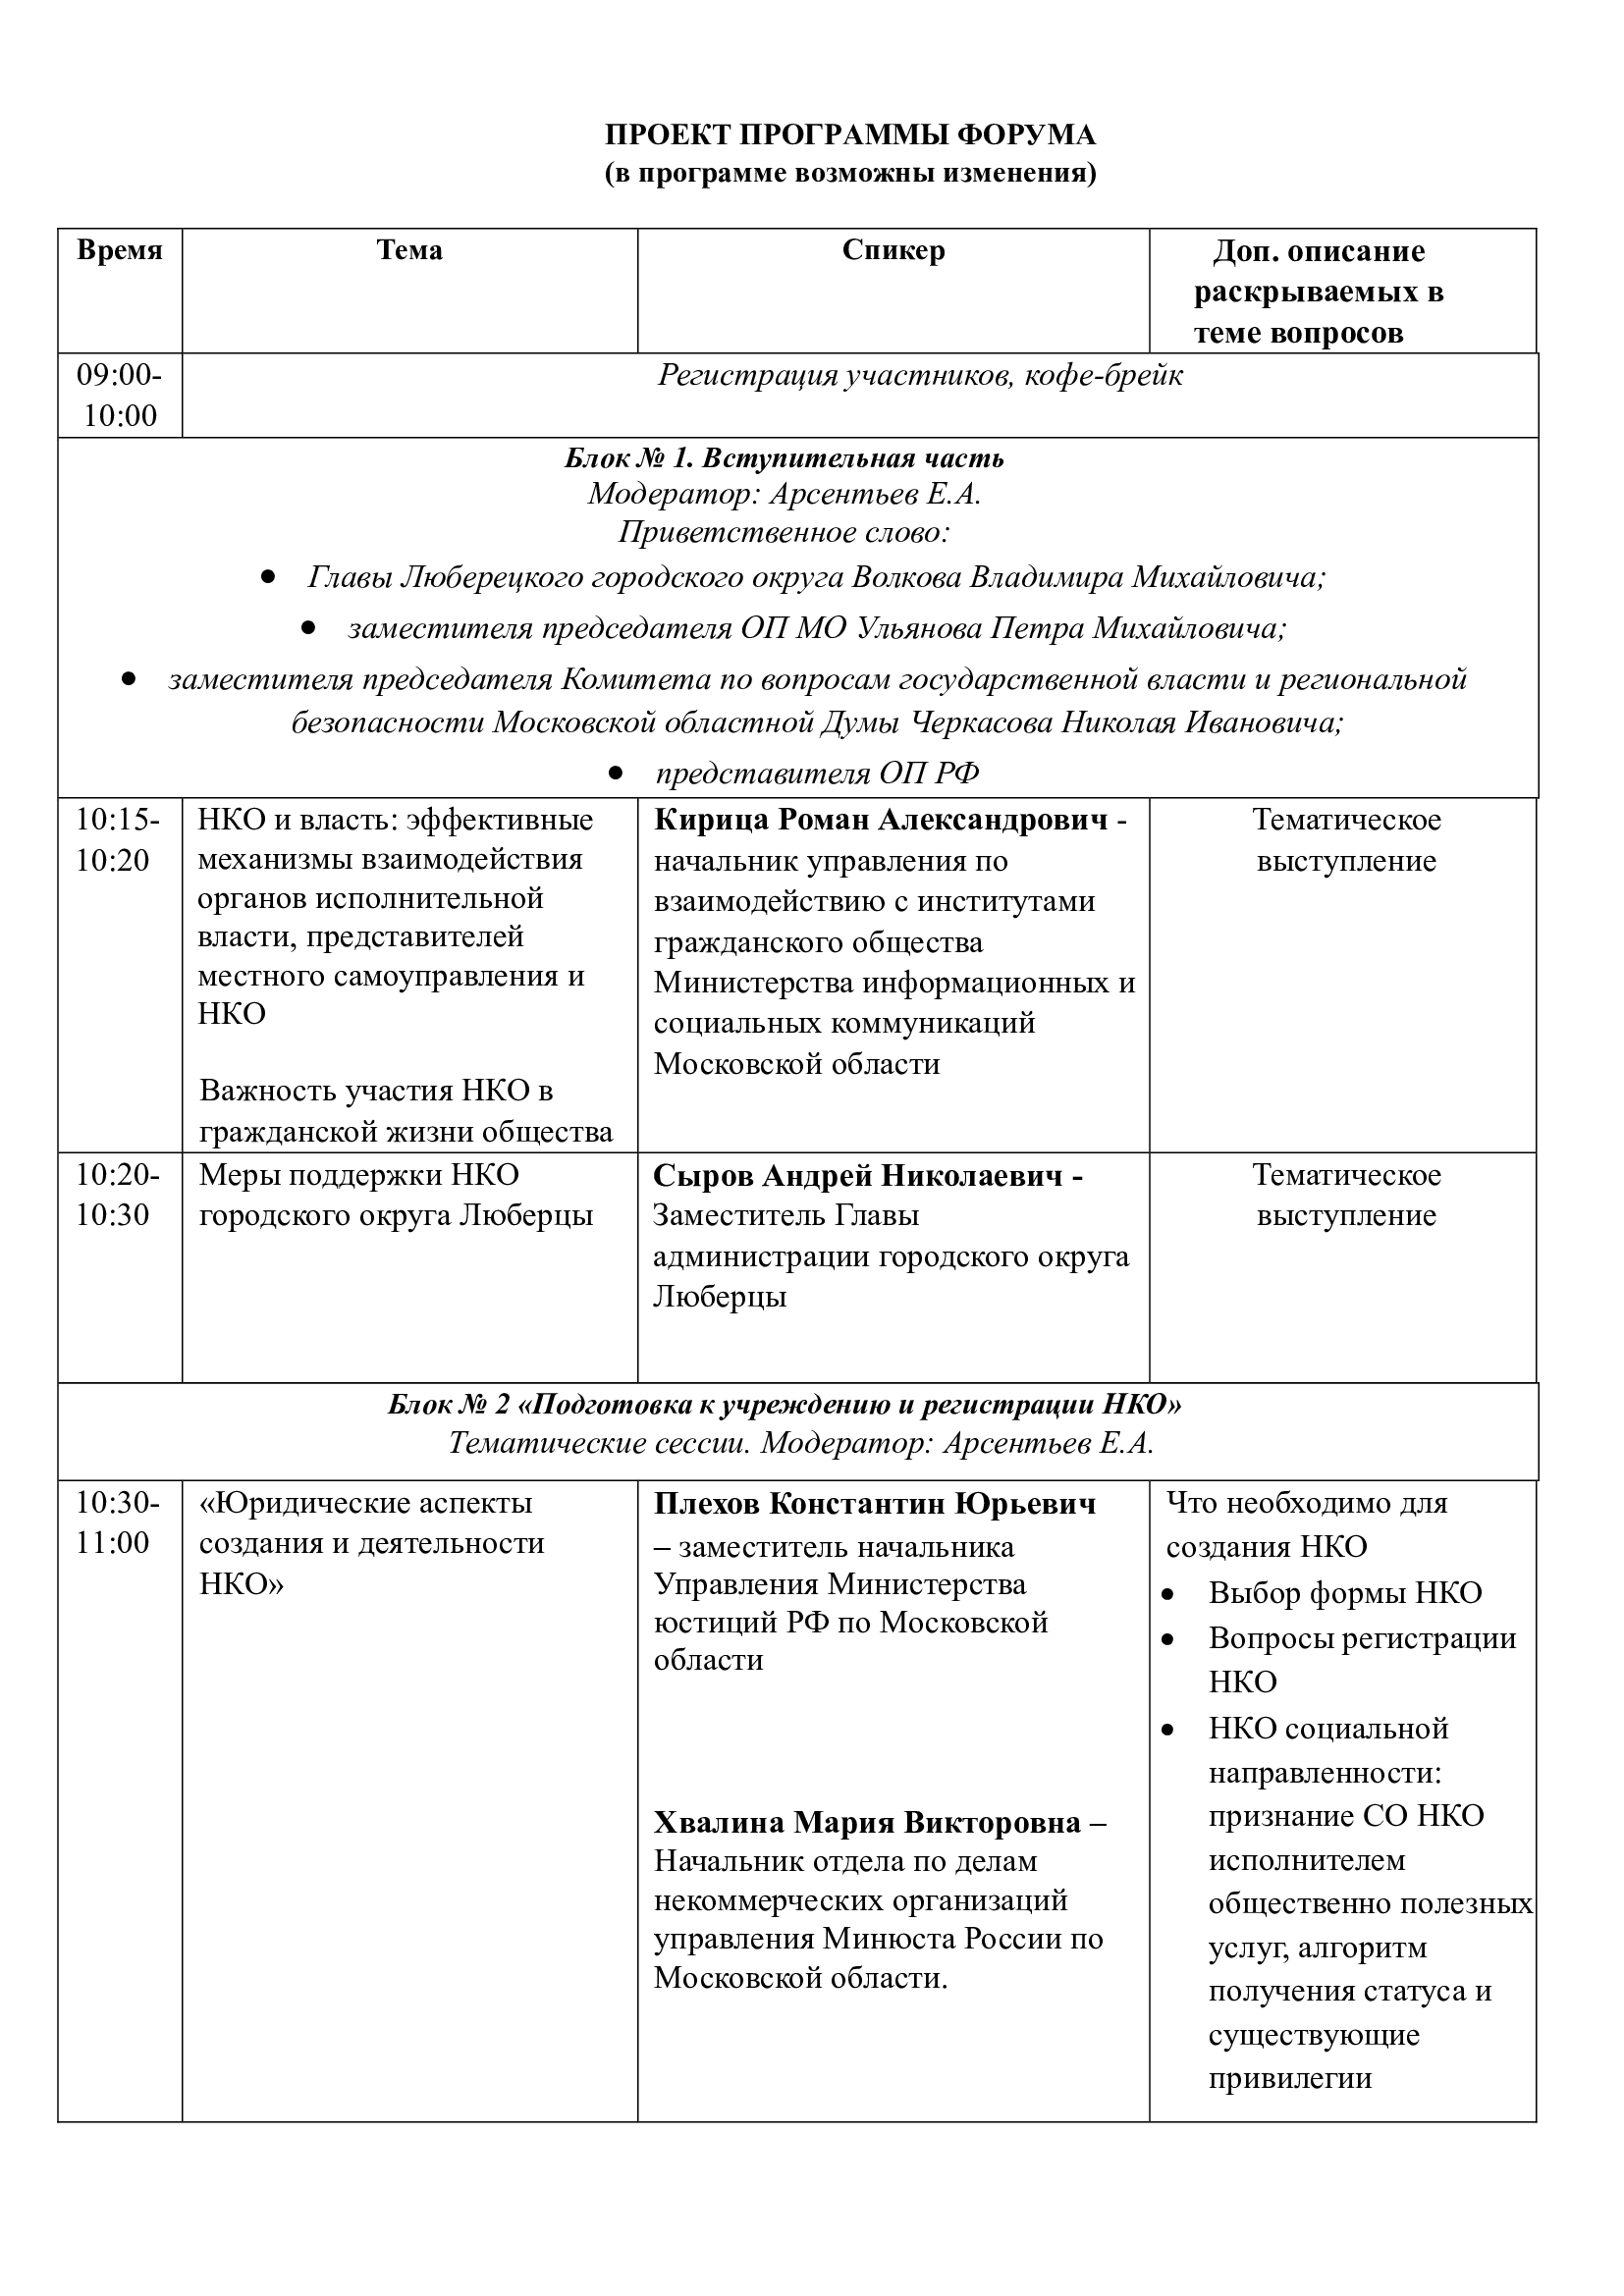 ПРОЕКТ ПРОГРАММЫ ФОРУМА
(в программе возможны изменения)
Время
Тема
Спикер
Доп. описание
раскрываемых в
теме вопросов
09:00-
10:00
Регистрация участников, кофе-брейк
Блок № 1. Вступительная часть
Модератор: Арсентьев Е.А.
Приветственное слово:
• Главы Люберецкого городского округа Волкова Владимира Михайловича;
• заместителя председателя ОП МО Ульянова Петра Михайловича;
• заместителя председателя Комитета по вопросам государственной власти и региональной
безопасности Московской областной Думы Черкасова Николая Ивановича;
• представителя ОП РФ
10:15-
10:20
НКО и власть: эффективные
механизмы взаимодействия
органов исполнительной
власти, представителей
местного самоуправления и
НКО
Важность участия НКО в
гражданской жизни общества
Кирица Роман Александрович -
начальник управления по
взаимодействию с институтами
гражданского общества
Министерства информационных и
социальных коммуникаций
Московской области
Тематическое
выступление
10:20-
10:30
Меры поддержки НКО
городского округа Люберцы
Сыров Андрей Николаевич -
Заместитель Главы
администрации городского округа
Люберцы
Тематическое
выступление
Блок № 2 «Подготовка к учреждению и регистрации НКО»
Тематические сессии. Модератор: Арсентьев Е.А.
10:30-
11:00
«Юридические аспекты
создания и деятельности
НКО»
Плехов Константин Юрьевич
– заместитель начальника
Управления Министерства
юстиций РФ по Московской
области
Хвалина Мария Викторовна –
Начальник отдела по делам
некоммерческих организаций
управления Минюста России по
Московской области.
Что необходимо для
создания НКО
• Выбор формы НКО
• Вопросы регистрации
НКО
• НКО социальной
направленности:
признание СО НКО
исполнителем
общественно полезных
услуг, алгоритм
получения статуса и
существующие
привилегии